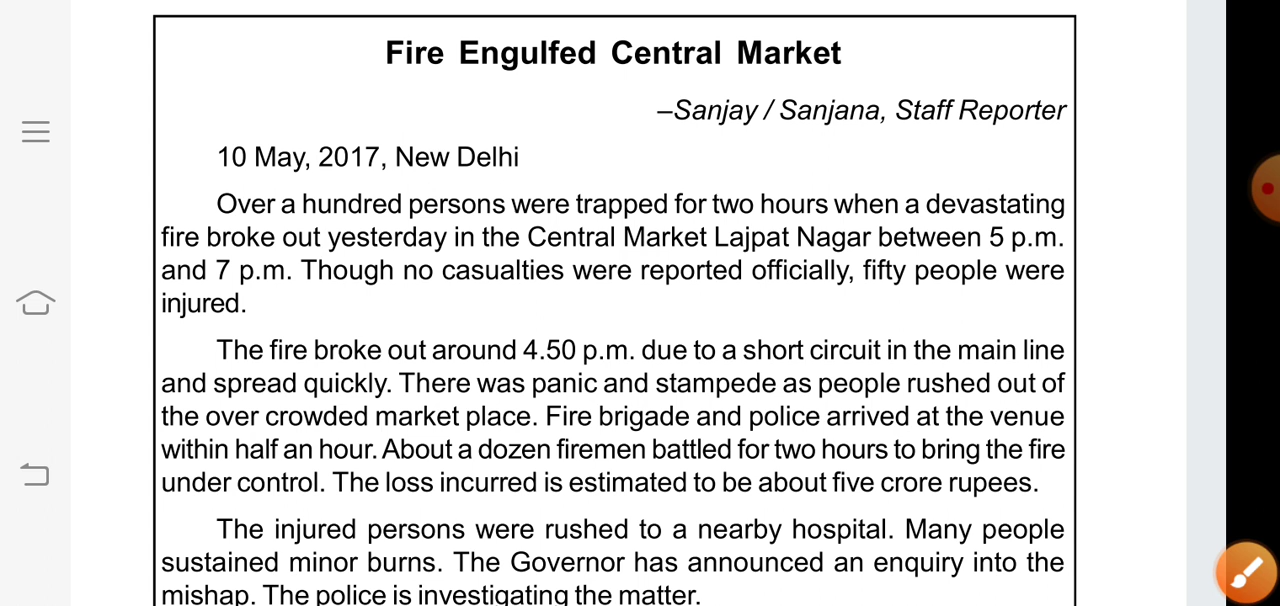 Fire Engulfed Central Market
–Sanjay / Sanjana, Staff Reporter
10 May, 2017, New Delhi
Over a hundred persons were trapped for two hours when a devastating
fire broke out yesterday in the Central Market Lajpat Nagar between 5 p.m.
and 7 p.m. Though no casualties were reported officially, fifty people were
injured.
The fire broke out around 4.50 p.m. due to a short circuit in the main line
and spread quickly. There was panic and stampede as people rushed out of
the over crowded market place. Fire brigade and police arrived at the venue
within half an hour. About a dozen firemen battled for two hours to bring the fire
under control. The loss incurred is estimated to be about five crore rupees.
The injured persons were rushed to a nearby hospital. Many people
sustained minor burns. The Governor has announced an enquiry into the
mishap. The police is investigating the matter.